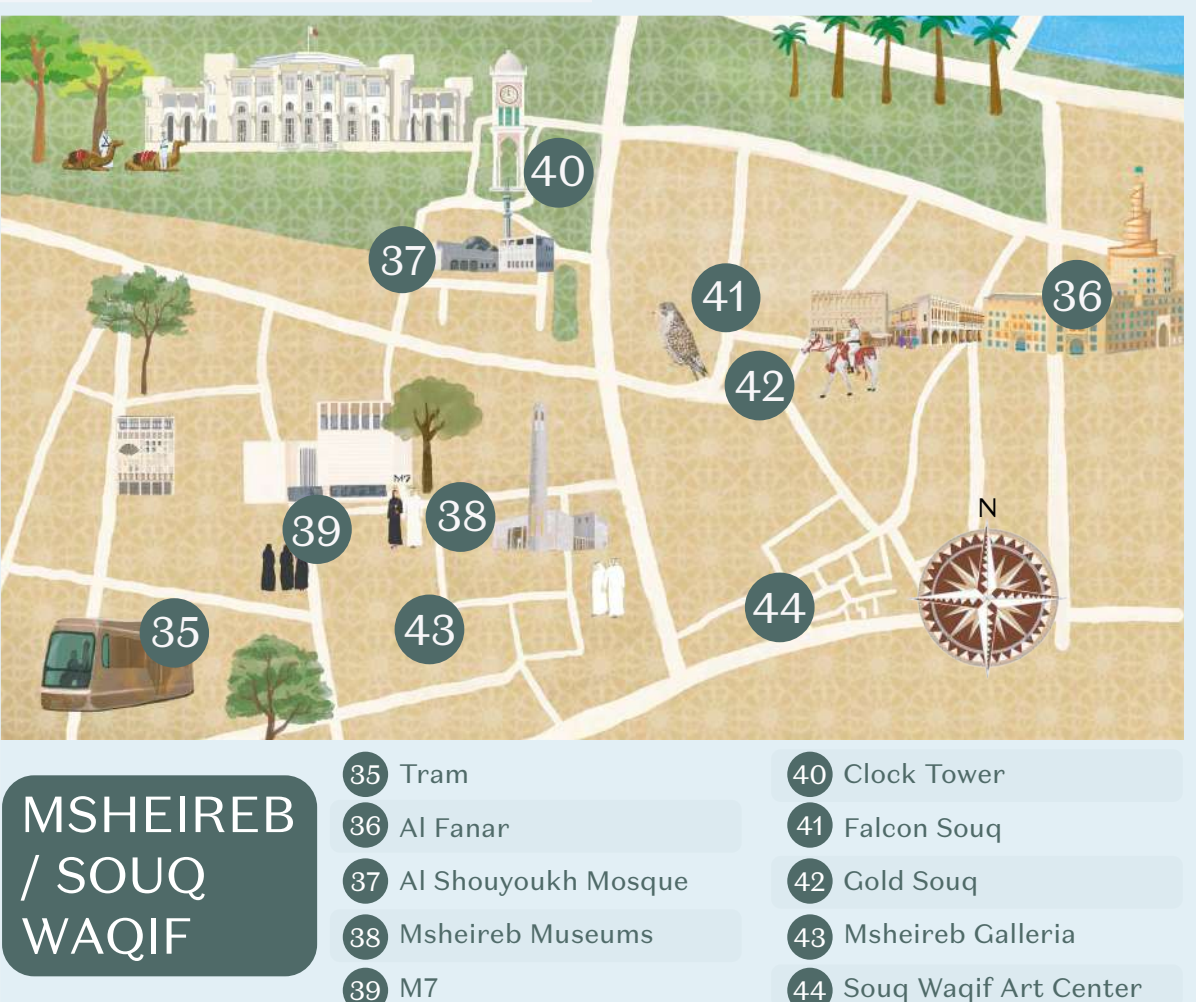 40
37
41
36
42
M7
38
39
N
44
43
35
MSHEIREB
/ SOUQ
WAQIF
35 Tram
36 Al Fanar
37 Al Shouyoukh Mosque
38 Msheireb Museums
39 M7
40 Clock Tower
41 Falcon Souq
42 Gold Souq
43 Msheireb Galleria
44 Souq Waqif Art Center